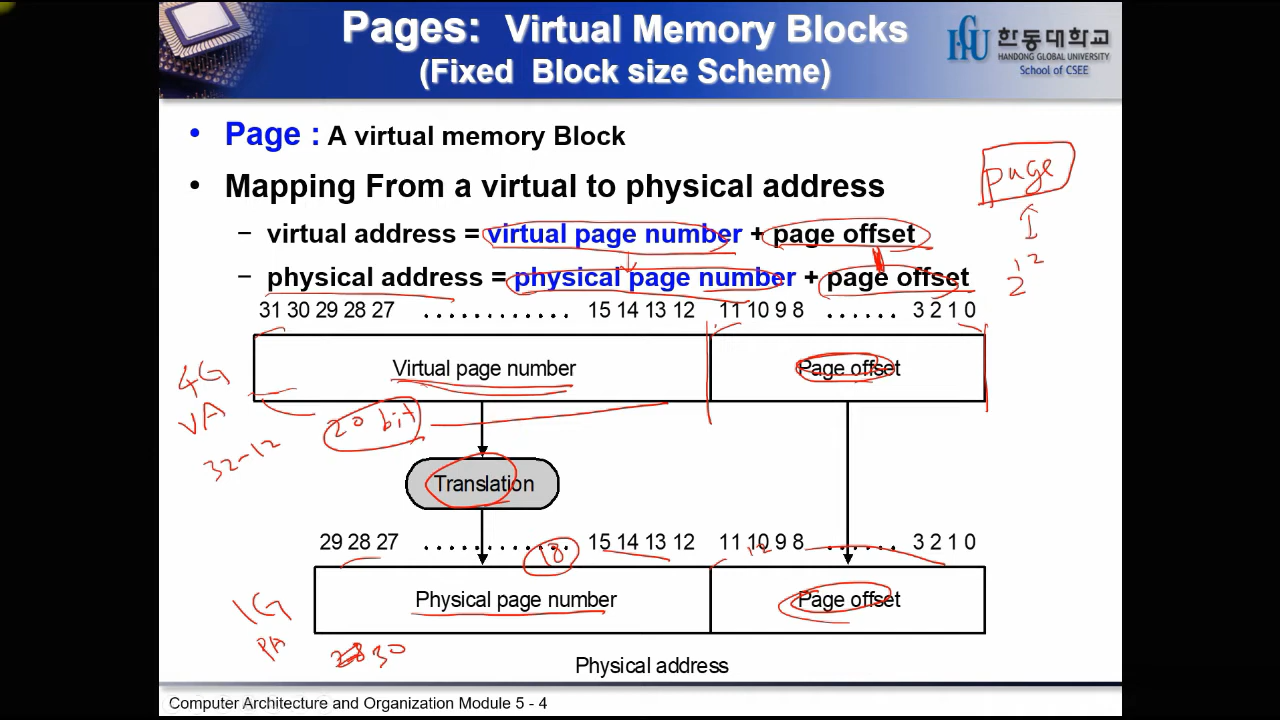 Pages: Virtual Memory Blocks
(Fixed Block size Scheme)
한동대학교
HANDONG GLOBAL UNIVERSITY
School of CSEE
• Page : A virtual memory Block
page
• Mapping From a virtual to physical address
– virtual address = virtual page number + page offset
– physical address = physical page number + page offset
2^12
31 30 29 28 27 ............ 15 14 13 12 11 10 9 8 ...... 3 2 1 0
4G
VA
Virtual page number
Page offset
20 bit
32-12
Translation
29 28 27 ............ 15 14 13 12 11 10 9 8 ...... 3 2 1 0
18
12
1G
PA
Physical page number
Page offset
30
Physical address
Computer Architecture and Organization Module 5 - 4